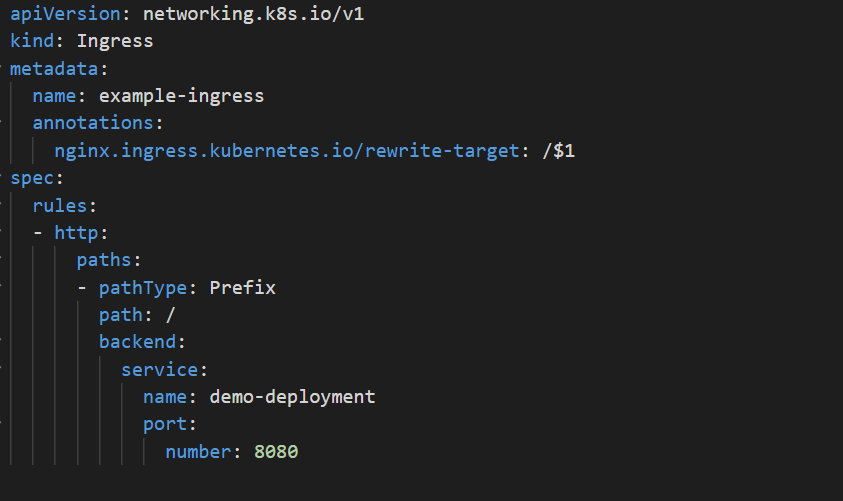 apiVersion: networking.k8s.io/v1
kind: Ingress
metadata:
  name: example-ingress
  annotations:
    nginx.ingress.kubernetes.io/rewrite-target: /$1
spec:
  rules:
  - http:
      paths:
      - pathType: Prefix
        path: /
        backend:
          service:
            name: demo-deployment
            port:
              number: 8080